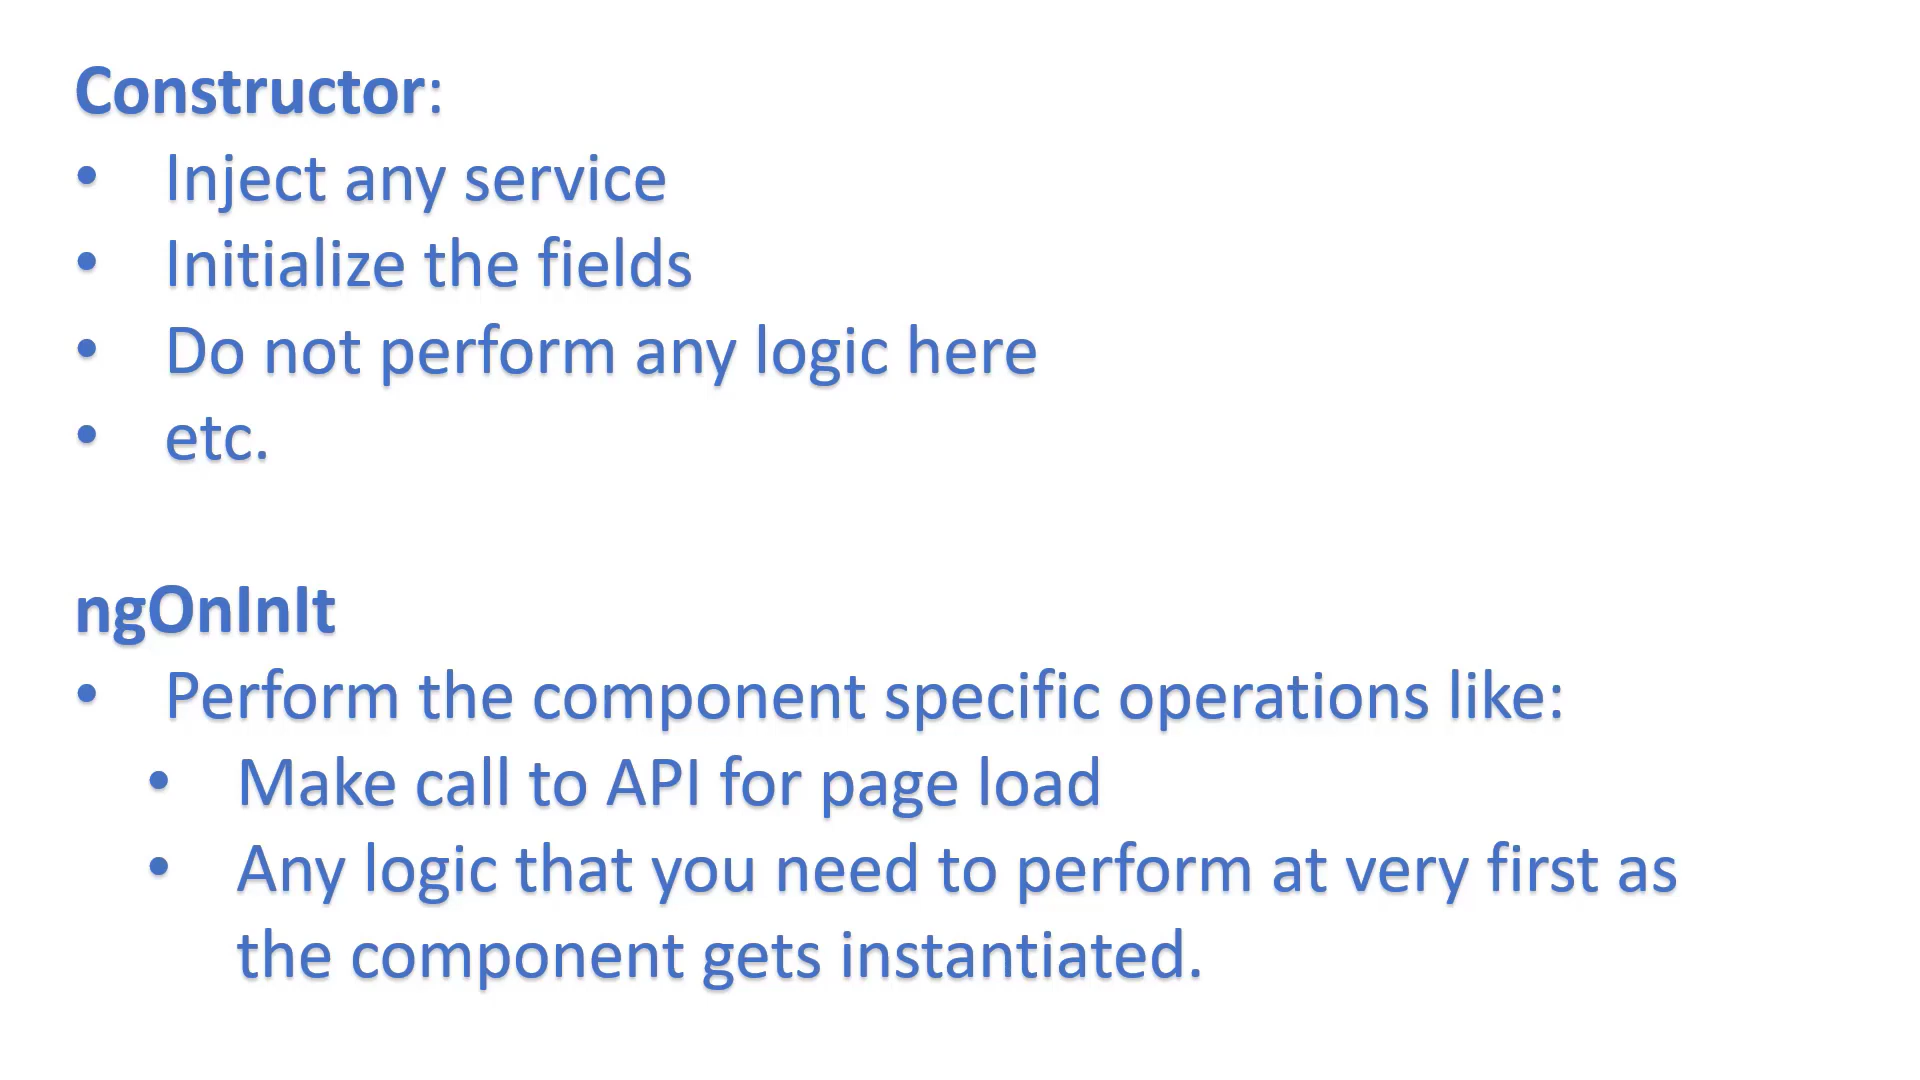 Constructor:
• Inject any service
• Initialize the fields
• Do not perform any logic here
• etc.
ngOnInIt
• Perform the component specific operations like:
• Make call to API for page load
• Any logic that you need to perform at very first as
the component gets instantiated.